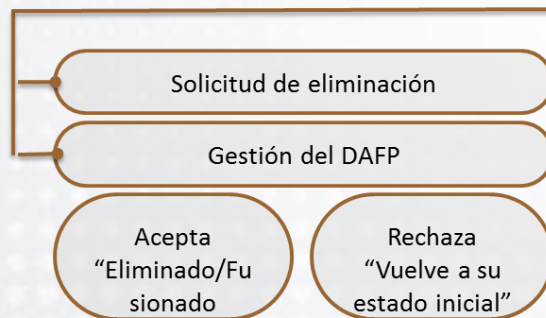 Solicitud de eliminación
Gestión del DAFP
Acepta
“Eliminado/Fu
sionado
Rechaza
“Vuelve a su
estado inicial”